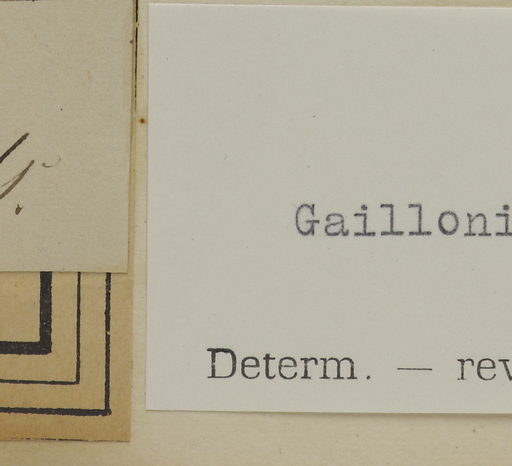 Gailloni
Determ. — rev